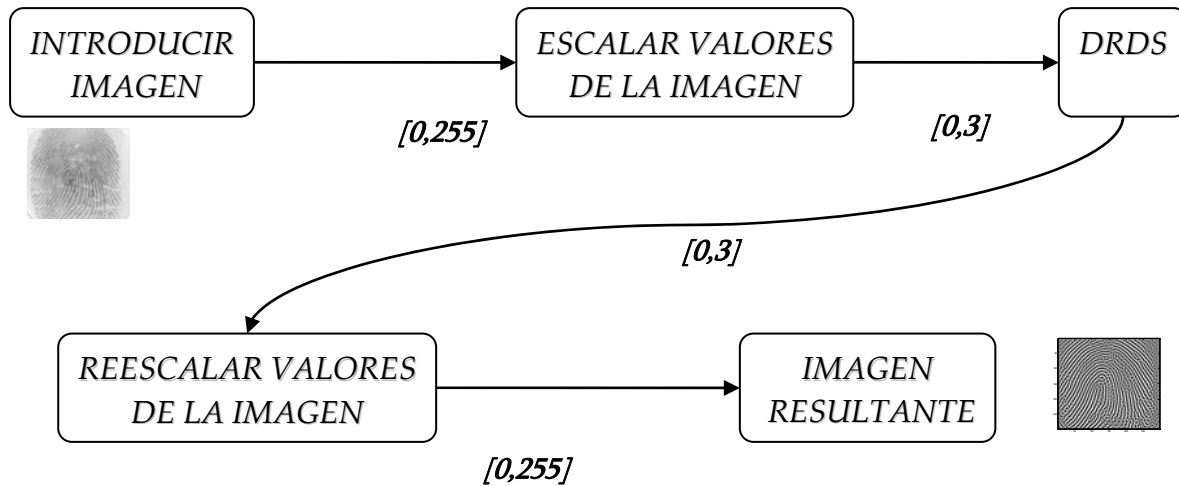 INTRODUCIR
IMAGEN
ESCALAR VALORES
DE LA IMAGEN
DRDS
[0,255]
[0,3]
[0,3]
REESCALAR VALORES
DE LA IMAGEN
IMAGEN
RESULTANTE
[0,255]